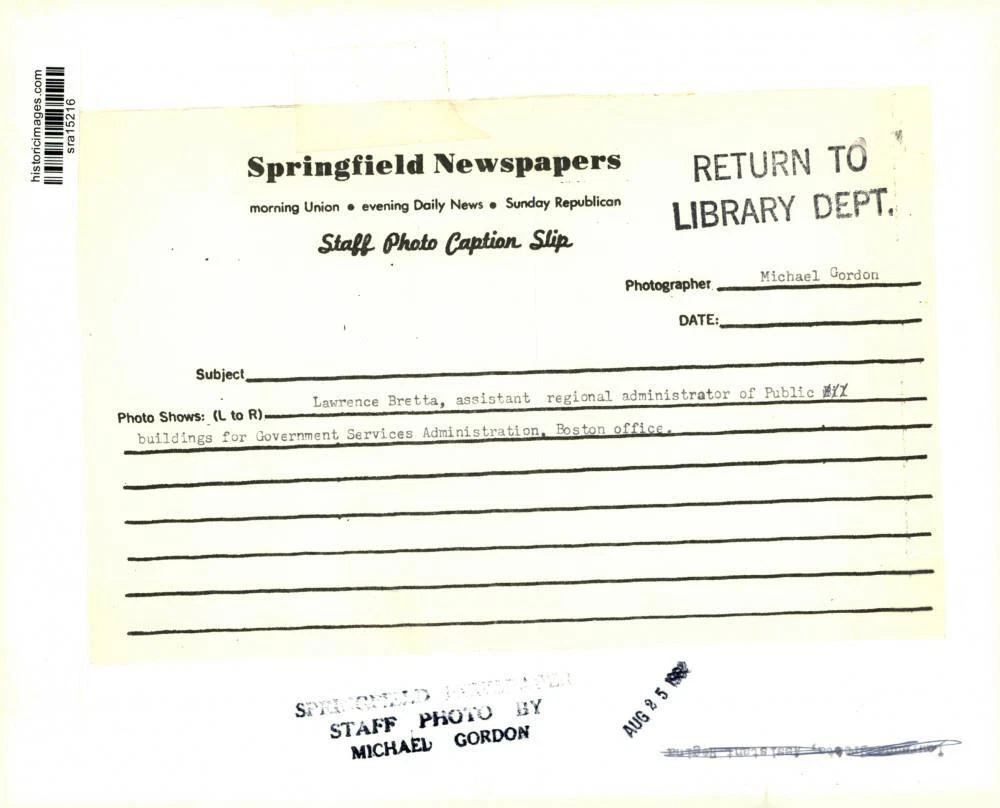 historicimages.com
sra15216
Springfield Newspapers
morning Union • evening Daily News • Sunday Republican
Staff Photo Caption Slip
RETURN TO
LIBRARY DEPT.
Photographer Michael Gordon
DATE:
Subject
Photo Shows: (L to R) Lawrence Bretta, assistant regional administrator of Public
buildings for Government Services Administration, Boston office.
SPRINGFIELD NEWSPAPER
STAFF PHOTO BY
MICHAEL GORDON
AUG 25